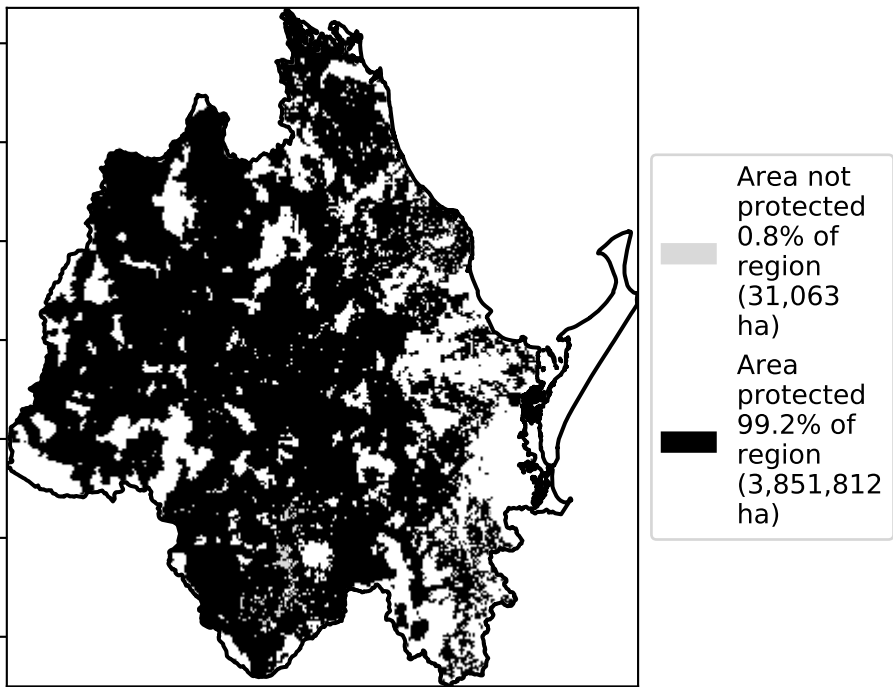 Area not
protected
0.8% of
region
(31,063
ha)
Area
protected
99.2% of
region
(3,851,812
ha)